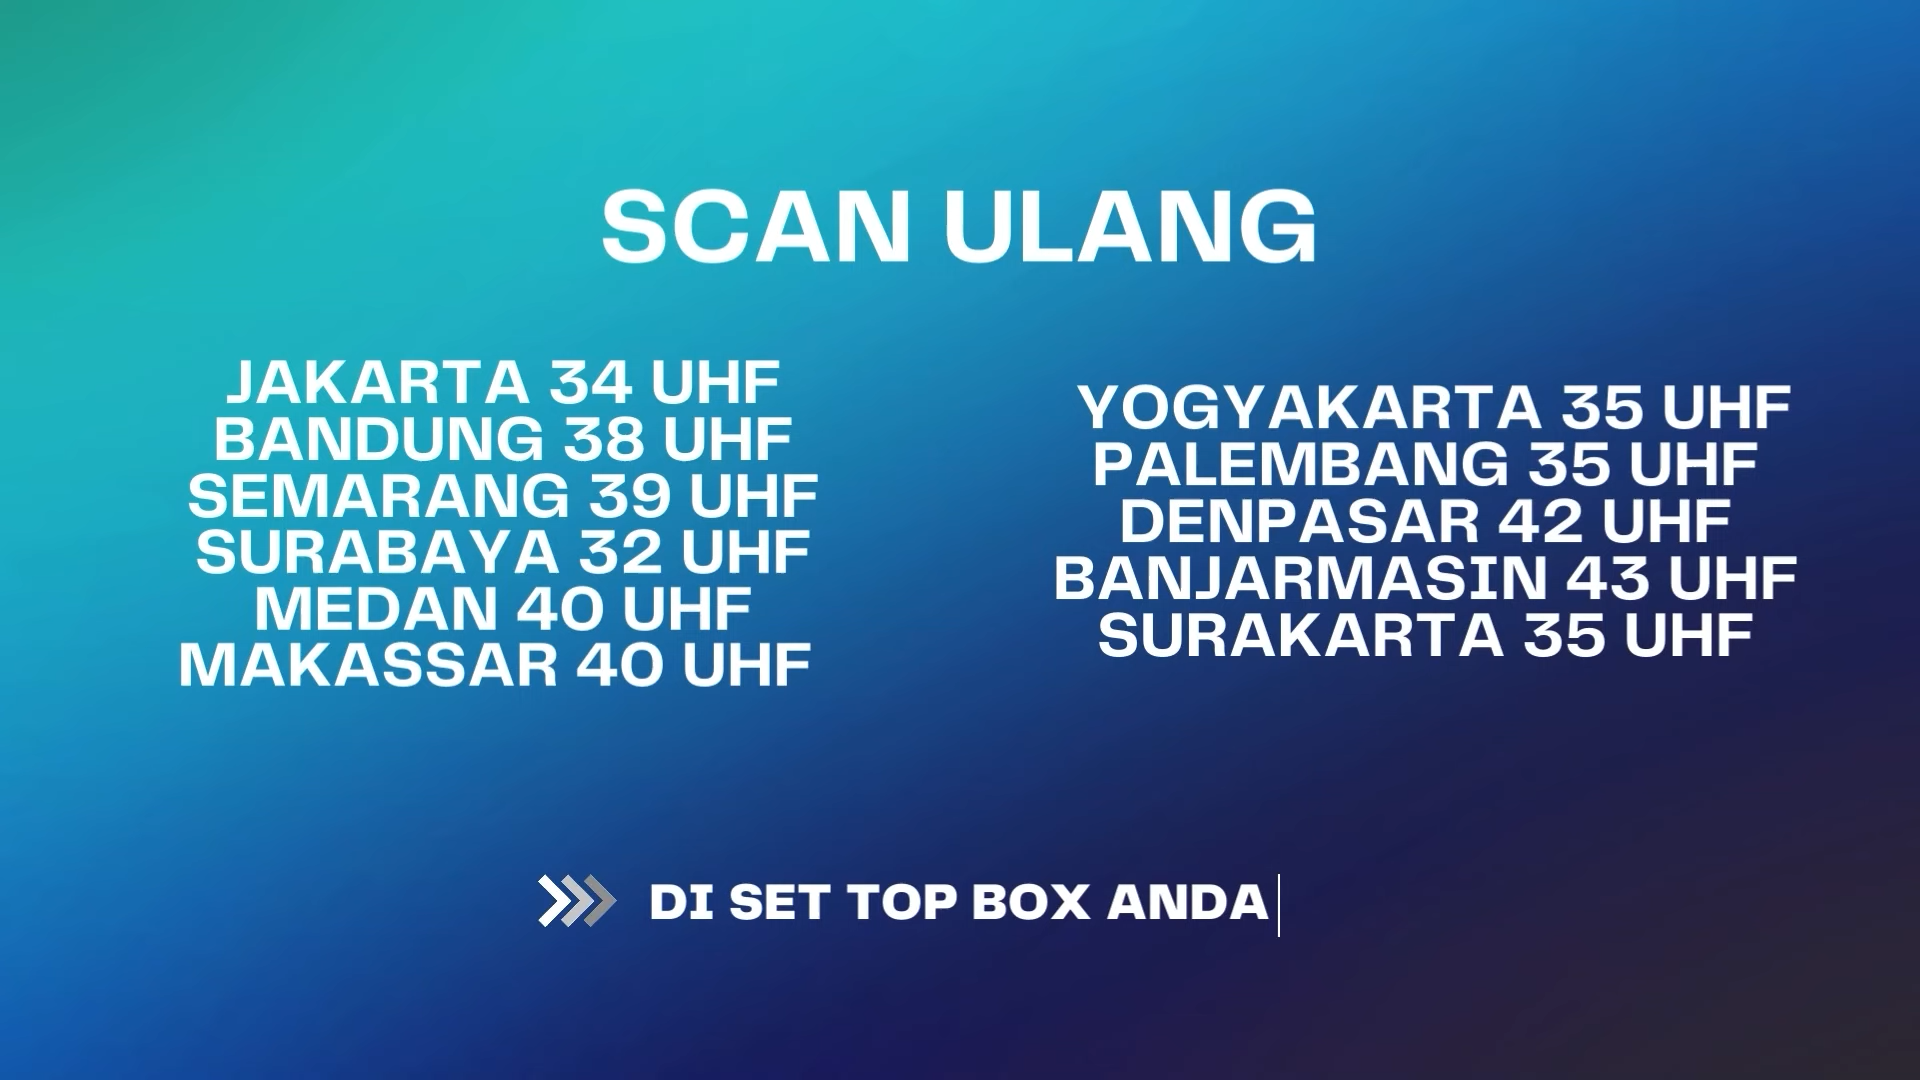 SCAN ULANG
JAKARTA 34 UHF
BANDUNG 38 UHF
SEMARANG 39 UHF
SURABAYA 32 UHF
MEDAN 40 UHF
MAKASSAR 40 UHF
YOGYAKARTA 35 UHF
PALEMBANG 35 UHF
DENPASAR 42 UHF
BANJARMASIN 43 UHF
SURAKARTA 35 UHF
DI SET TOP BOX ANDA